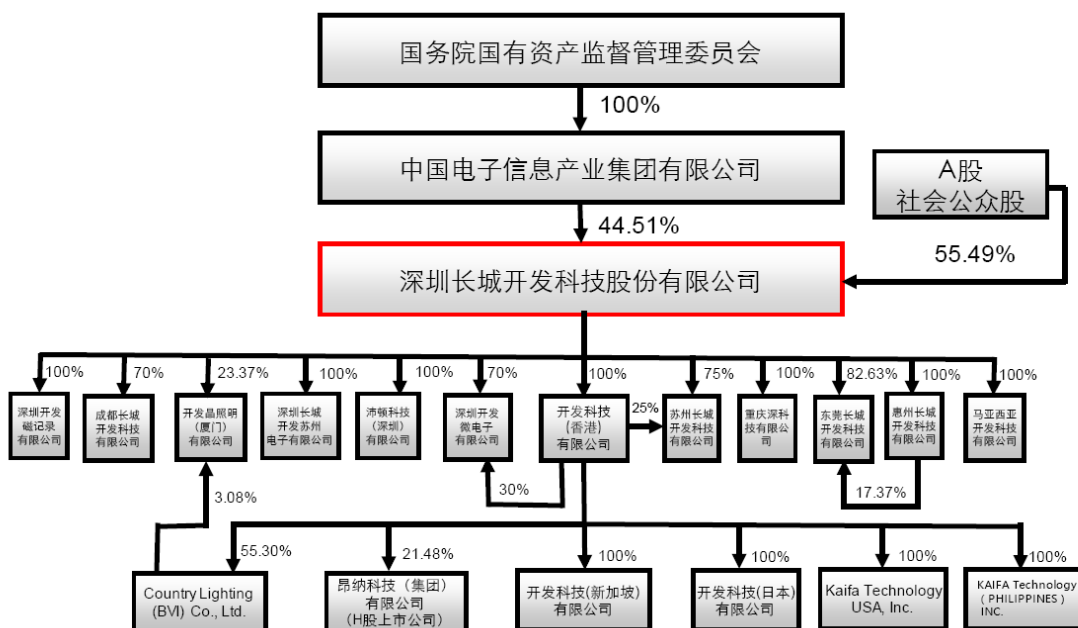 国务院国有资产监督管理委员会
100%
中国电子信息产业集团有限公司
A股
社会公众股
44.51%
55.49%
深圳长城开发科技股份有限公司
100%
70%
23.37%
100%
100%
70%
100%
75%
100%
82.63%
100%
100%
深圳开发
磁记录
有限公司
成都长城
开发科技
有限公司
开发晶照明
(厦门)
有限公司
深圳长城
开发苏州
电子有限公司
沛顿科技
(深圳)
有限公司
深圳开发
微电子
有限公司
开发科技
(香港)
有限公司
25%
苏州长城
开发科技
有限公司
重庆深科
技有限公
司
东莞长城
开发科技
有限公司
惠州长城
开发科技
有限公司
马亚西亚
开发科技
有限公司
3.08%
30%
17.37%
55.30%
21.48%
100%
100%
100%
100%
Country Lighting
(BVI) Co., Ltd.
昂纳科技（集团）
有限公司
(H股上市公司)
开发科技(新加坡)
有限公司
开发科技(日本)
有限公司
Kaifa Technology
USA, Inc.
KAIFA Technology
( PHILIPPINES )
INC.